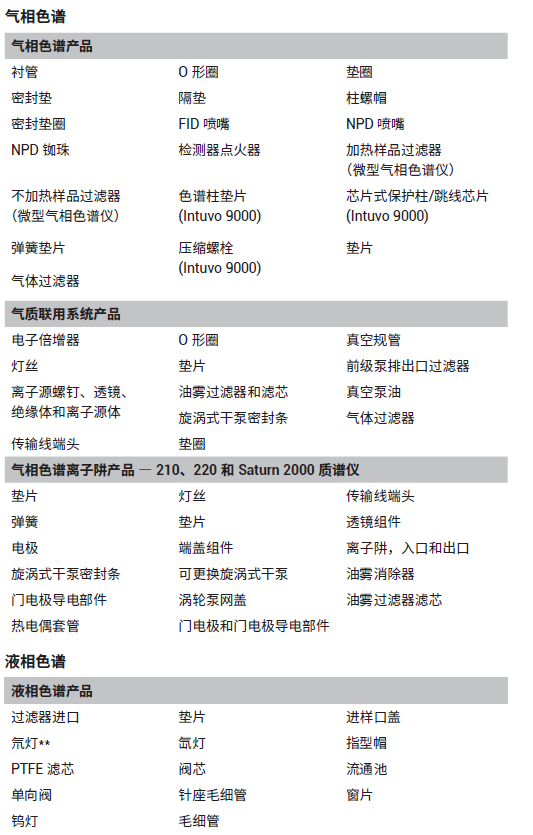 气相色谱
气相色谱产品
衬管 O 形圈 垫圈
密封垫 隔垫 柱螺帽
密封垫圈 FID 喷嘴 NPD 喷嘴
NPD 铷珠 检测器点火器 加热样品过滤器
（微型气相色谱仪）
不加热样品过滤器 色谱柱垫片 芯片式保护柱/跳线芯片
（微型气相色谱仪） (Intuvo 9000) (Intuvo 9000)
弹簧垫片 压缩螺栓 垫片
(Intuvo 9000)
气体过滤器
气质联用系统产品
电子倍增器 O 形圈 真空规管
灯丝 垫片 前级泵排出口过滤器
离子源螺钉、透镜、 油雾过滤器和滤芯 真空泵油
绝缘体和离子源体
旋涡式干泵密封条 气体过滤器
传输线端头 垫圈
气相色谱离子阱产品 — 210、220 和 Saturn 2000 质谱仪
垫片 灯丝 传输线端头
弹簧 垫片 透镜组件
电极 端盖组件 离子阱，入口和出口
旋涡式干泵密封条 可更换旋涡式干泵 油雾消除器
门电极导电部件 涡轮泵网盖 油雾过滤器滤芯
热电偶套管 门电极和门电极导电部件
液相色谱
液相色谱产品
过滤器进口 垫片 进样口盖
氘灯** 氙灯 指型帽
PTFE 滤芯 阀芯 流通池
单向阀 针座毛细管 窗片
钨灯 毛细管